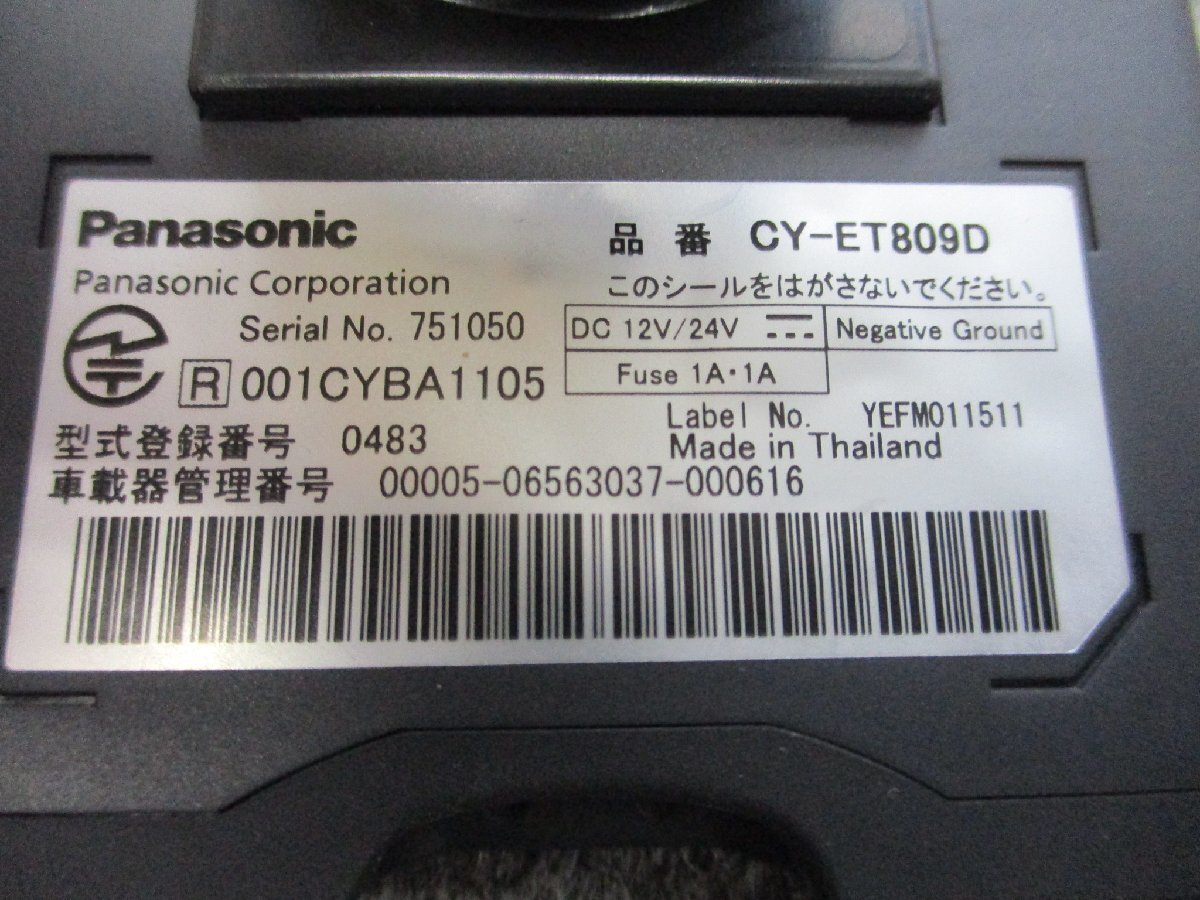 Panasonic
品番 CY-ET809D
Panasonic Corporation
このシールをはがさないでください。
Serial No. 751050
DC 12V/24V
Negative Ground
R 001CYBA1105
Fuse 1A・1A
Label No. YEFM011511
型式登録番号 0483
Made in Thailand
車載器管理番号 00005-06563037-000616